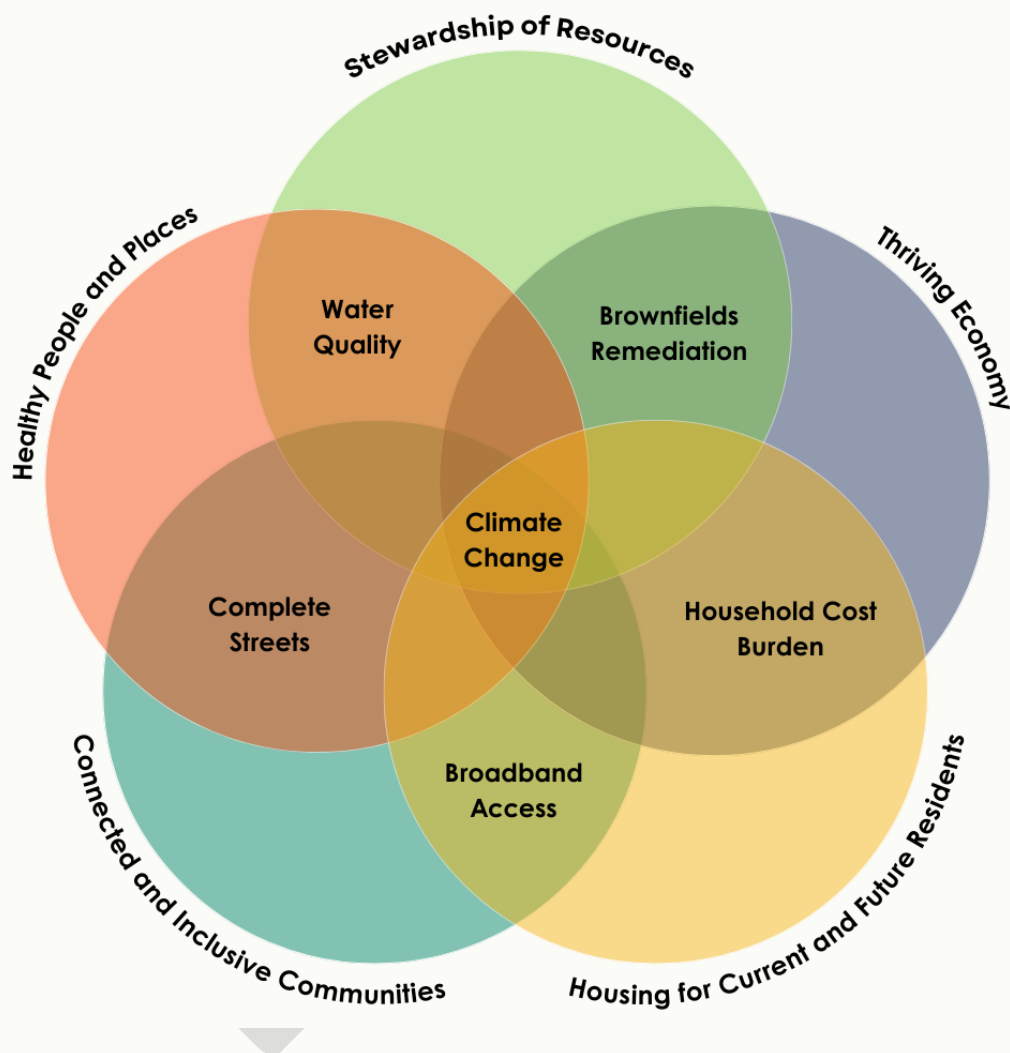 Stewardship of Resources
Healthy People and Places
Thriving Economy
Water
Quality
Brownfields
Remediation
Climate
Change
Complete
Streets
Household Cost
Burden
Broadband
Access
Connected and Inclusive Communities
Housing for Current and Future Residents